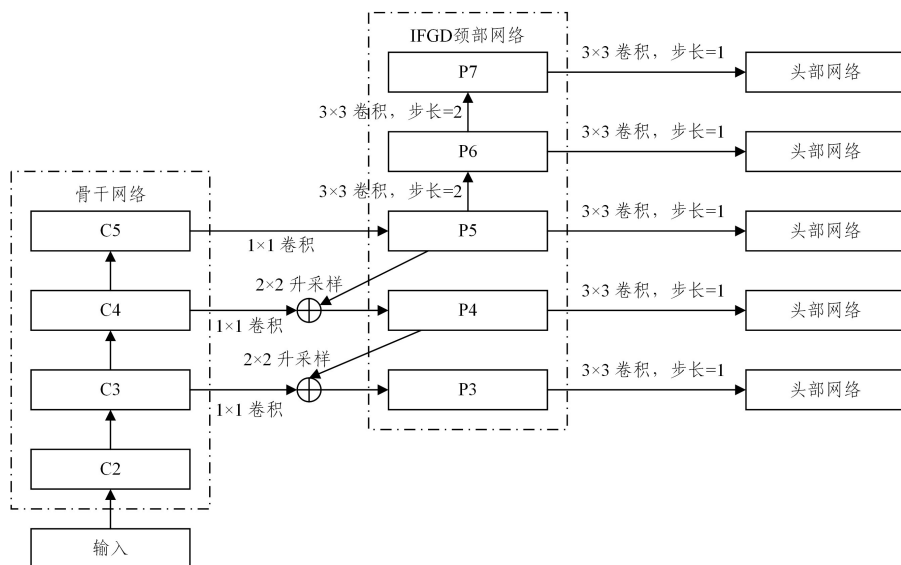 IFGD颈部网络
P7
3×3 卷积，步长=1
头部网络
3×3 卷积，步长=2
P6
3×3 卷积，步长=1
头部网络
3×3 卷积，步长=2
骨干网络
C5
1×1 卷积
P5
3×3 卷积，步长=1
头部网络
2×2 升采样
C4
1×1 卷积
P4
3×3 卷积，步长=1
头部网络
2×2 升采样
C3
1×1 卷积
P3
3×3 卷积，步长=1
头部网络
C2
输入